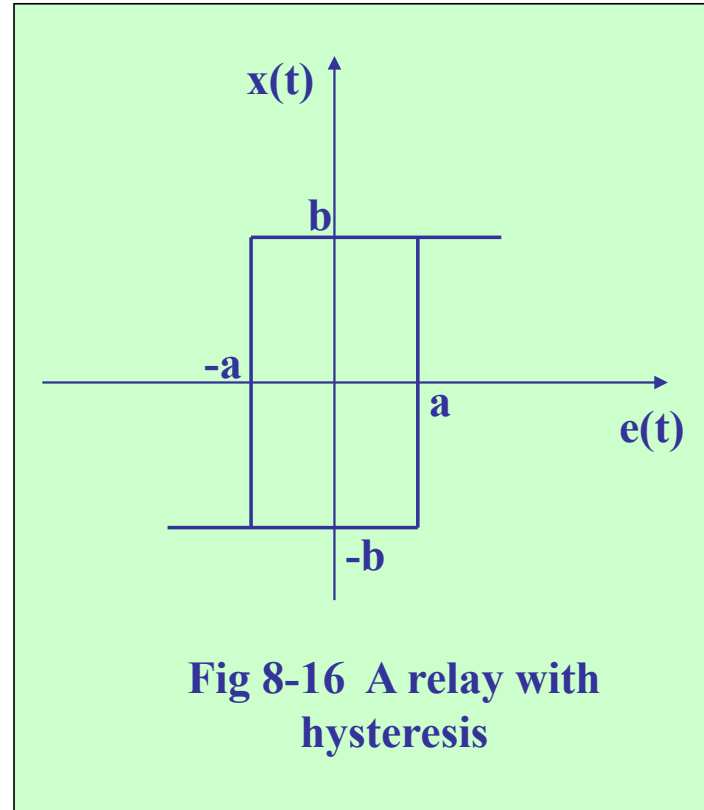 x(t)
b
-a
a
e(t)
-b
Fig 8-16 A relay with
hysteresis